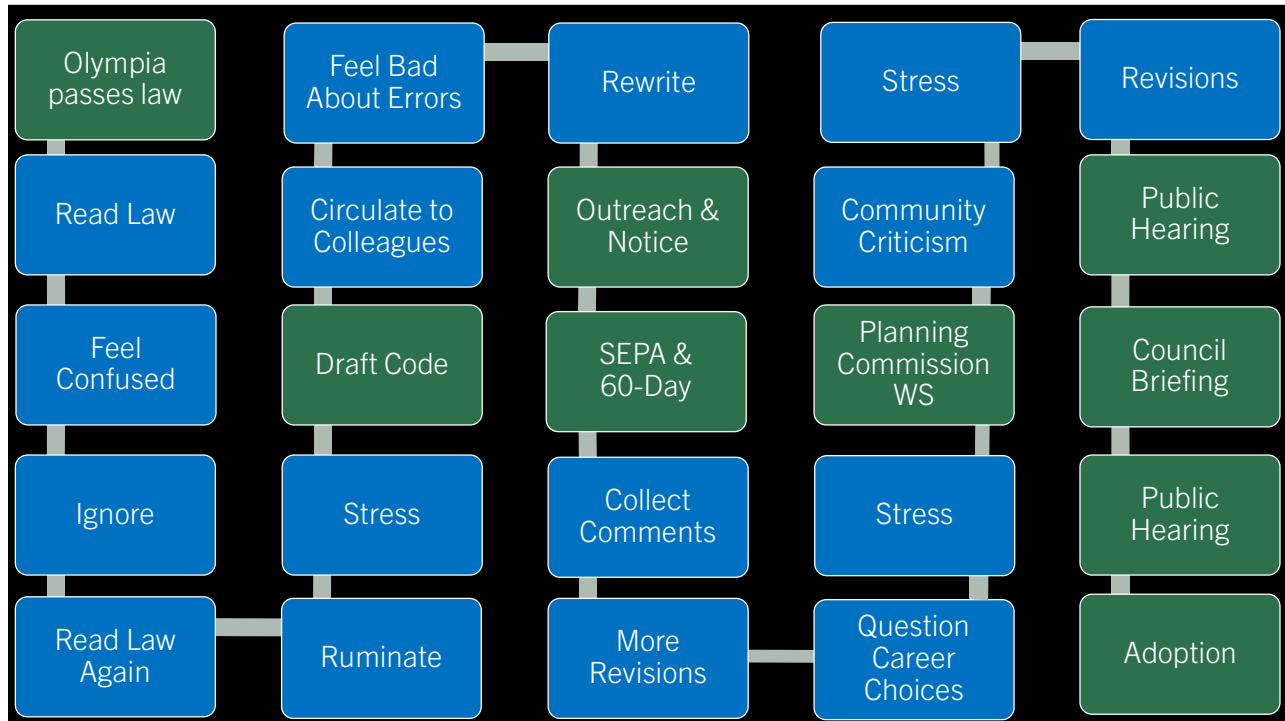 Olympia
passes law
Read Law
Feel
Confused
Ignore
Read Law
Again
Ruminate
Stress
Draft Code
Circulate to
Colleagues
Feel Bad
About Errors
Rewrite
Outreach &
Notice
SEPA &
60-Day
Collect
Comments
More
Revisions
Question
Career
Choices
Stress
Planning
Commission
WS
Community
Criticism
Stress
Revisions
Public
Hearing
Council
Briefing
Public
Hearing
Adoption